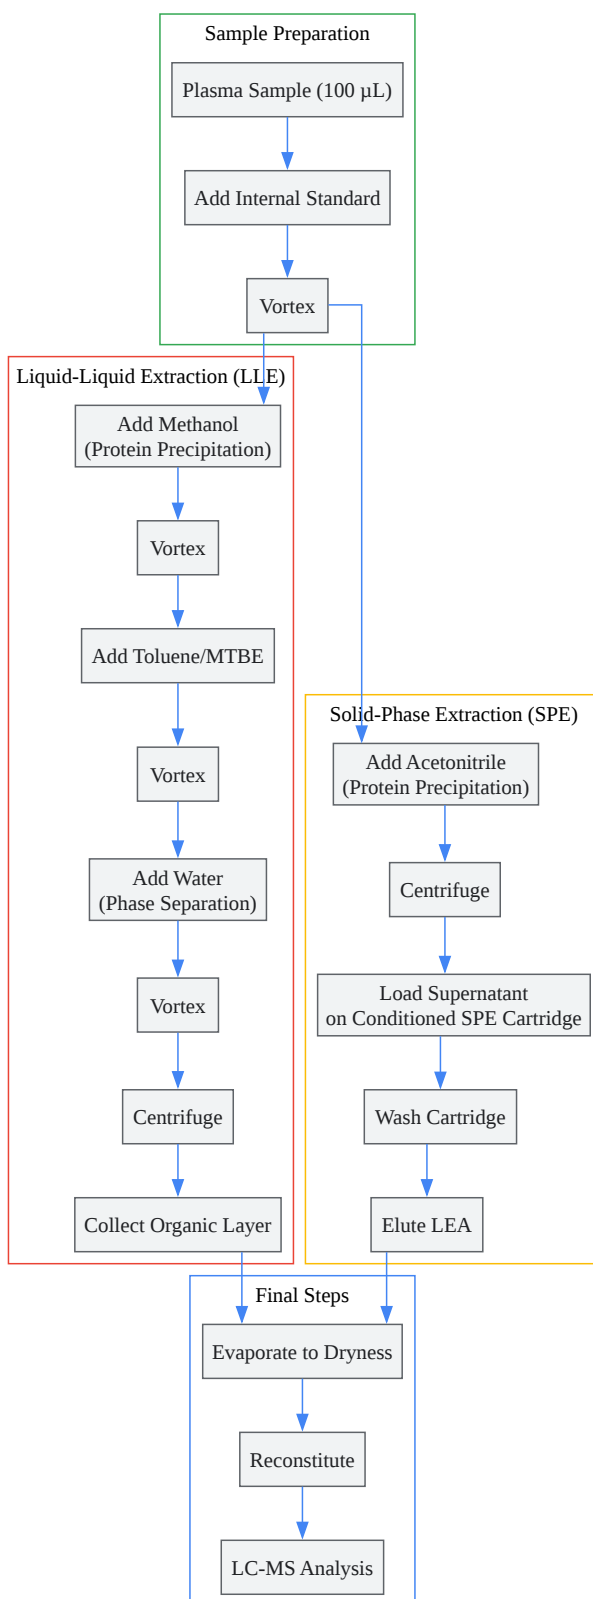 Sample Preparation
Plasma Sample (100 µL)
Add Internal Standard
Vortex
Liquid-Liquid Extraction (LLE)
Add Methanol
(Protein Precipitation)
Vortex
Add Toluene/MTBE
Vortex
Add Water
(Phase Separation)
Vortex
Centrifuge
Collect Organic Layer
Solid-Phase Extraction (SPE)
Add Acetonitrile
(Protein Precipitation)
Centrifuge
Load Supernatant
on Conditioned SPE Cartridge
Wash Cartridge
Elute LEA
Final Steps
Evaporate to Dryness
Reconstitute
LC-MS Analysis